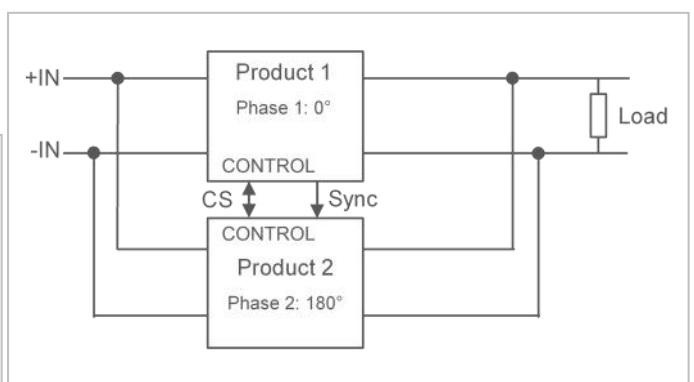 +IN
Product 1
Phase 1: 0°
Load
-IN
CONTROL
CS
Sync
CONTROL
Product 2
Phase 2: 180°